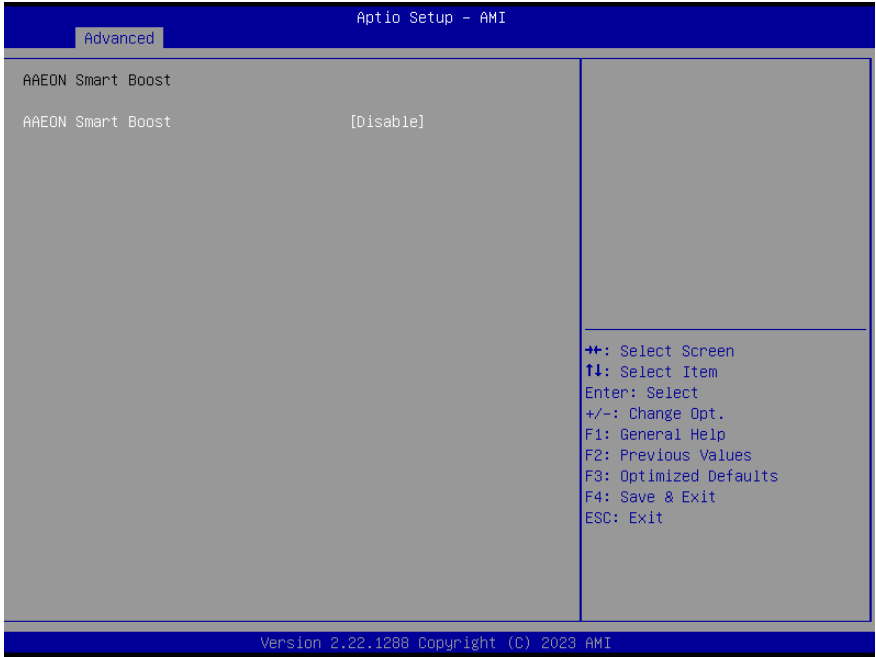 Aptio Setup – AMI
Advanced
AAEON Smart Boost
AAEON Smart Boost [Disable]
→←: Select Screen
↑↓: Select Item
Enter: Select
+/-: Change Opt.
F1: General Help
F2: Previous Values
F3: Optimized Defaults
F4: Save & Exit
ESC: Exit
Version 2.22.1288 Copyright (C) 2023 AMI